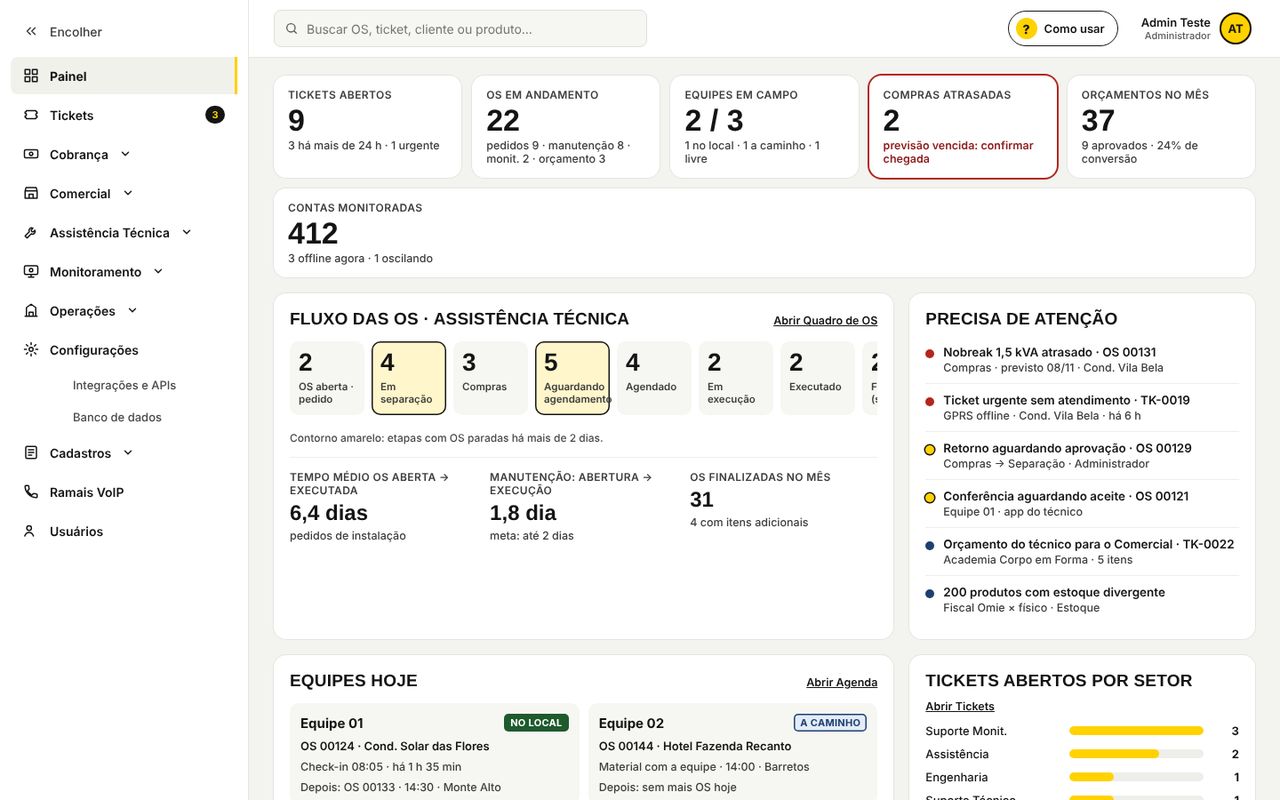 Encolher
Painel
Tickets
3
Cobrança
Comercial
Assistência Técnica
Monitoramento
Operações
Configurações
Integrações e APIs
Banco de dados
Cadastros
Ramais VoIP
Usuários
Buscar OS, ticket, cliente ou produto...
?
Como usar
Admin Teste
Administrador
AT
TICKETS ABERTOS
9
3 há mais de 24 h · 1 urgente
OS EM ANDAMENTO
22
pedidos 9 · manutenção 8 ·
monit. 2 · orçamento 3
EQUIPES EM CAMPO
2 / 3
1 no local · 1 a caminho · 1
livre
COMPRAS ATRASADAS
2
previsão vencida: confirmar
chegada
ORÇAMENTOS NO MÊS
37
9 aprovados · 24% de
conversão
CONTAS MONITORADAS
412
3 offline agora · 1 oscilando
FLUXO DAS OS · ASSISTÊNCIA TÉCNICA
Abrir Quadro de OS
2
OS aberta ·
pedido
4
Em
separação
3
Compras
5
Aguardando
agendamento
4
Agendado
2
Em
execução
2
Executado
Contorno amarelo: etapas com OS paradas há mais de 2 dias.
TEMPO MÉDIO OS ABERTA →
EXECUTADA
6,4 dias
pedidos de instalação
MANUTENÇÃO: ABERTURA →
EXECUÇÃO
1,8 dia
meta: até 2 dias
OS FINALIZADAS NO MÊS
31
4 com itens adicionais
PRECISA DE ATENÇÃO
Nobreak 1,5 kVA atrasado · OS 00131
Compras · previsto 08/11 · Cond. Vila Bela
Ticket urgente sem atendimento · TK-0019
GPRS offline · Cond. Vila Bela · há 6 h
Retorno aguardando aprovação · OS 00129
Compras → Separação · Administrador
Conferência aguardando aceite · OS 00121
Equipe 01 · app do técnico
Orçamento do técnico para o Comercial · TK-0022
Academia Corpo em Forma · 5 itens
200 produtos com estoque divergente
Fiscal Omie × físico · Estoque
EQUIPES HOJE
Abrir Agenda
Equipe 01
NO LOCAL
OS 00124 · Cond. Solar das Flores
Check-in 08:05 · há 1 h 35 min
Depois: OS 00133 · 14:30 · Monte Alto
Equipe 02
A CAMINHO
OS 00144 · Hotel Fazenda Recanto
Material com a equipe · 14:00 · Barretos
Depois: sem mais OS hoje
TICKETS ABERTOS POR SETOR
Abrir Tickets
Suporte Monit.
3
Assistência
2
Engenharia
1